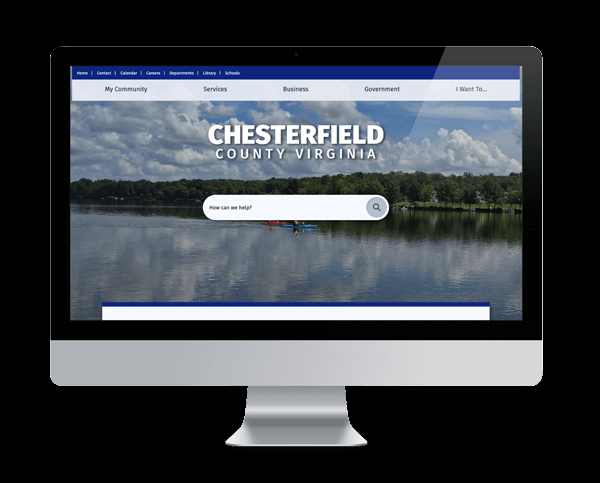 Home | Contact | Calendar | Careers | Departments | Library | Schools
My Community Services Business Government I Want To...
CHESTERFIELD
COUNTY VIRGINIA
How can we help?